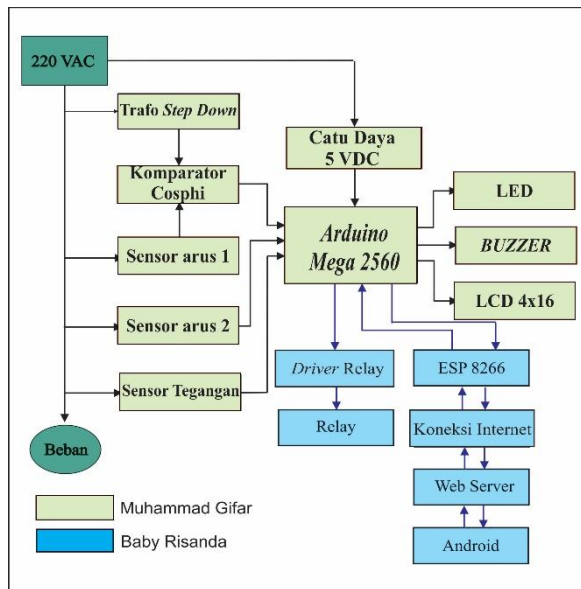 220 VAC
Trafo Step Down
Catu Daya
5 VDC
Komparator
Cosphi
LED
Arduino
Mega 2560
BUZZER
Sensor arus 1
LCD 4x16
Sensor arus 2
Driver Relay
ESP 8266
Sensor Tegangan
Relay
Koneksi Internet
Beban
Web Server
Muhammad Gifar
Baby Risanda
Android